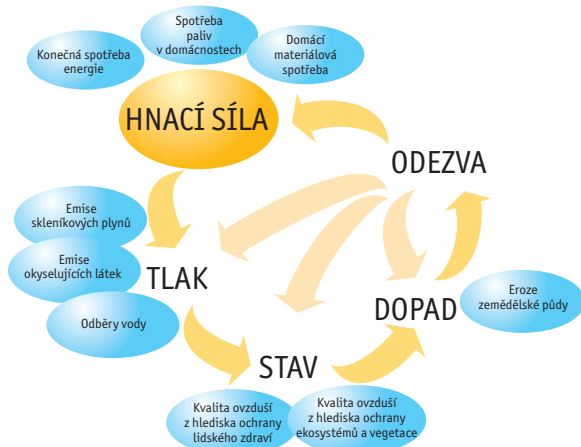 Spotřeba
paliv
v domácnostech
Konečná spotřeba
energie
Domácí
materiálová
spotřeba
HNACÍ SÍLA
ODEZVA
Emise
skleníkových plynů
Emise
okyselujících látek
TLAK
Odběry vody
DOPAD
Eroze
zemědělské půdy
STAV
Kvalita ovzduší
z hlediska ochrany
lidského zdraví
Kvalita ovzduší
z hlediska ochrany
ekosystémů a vegetace